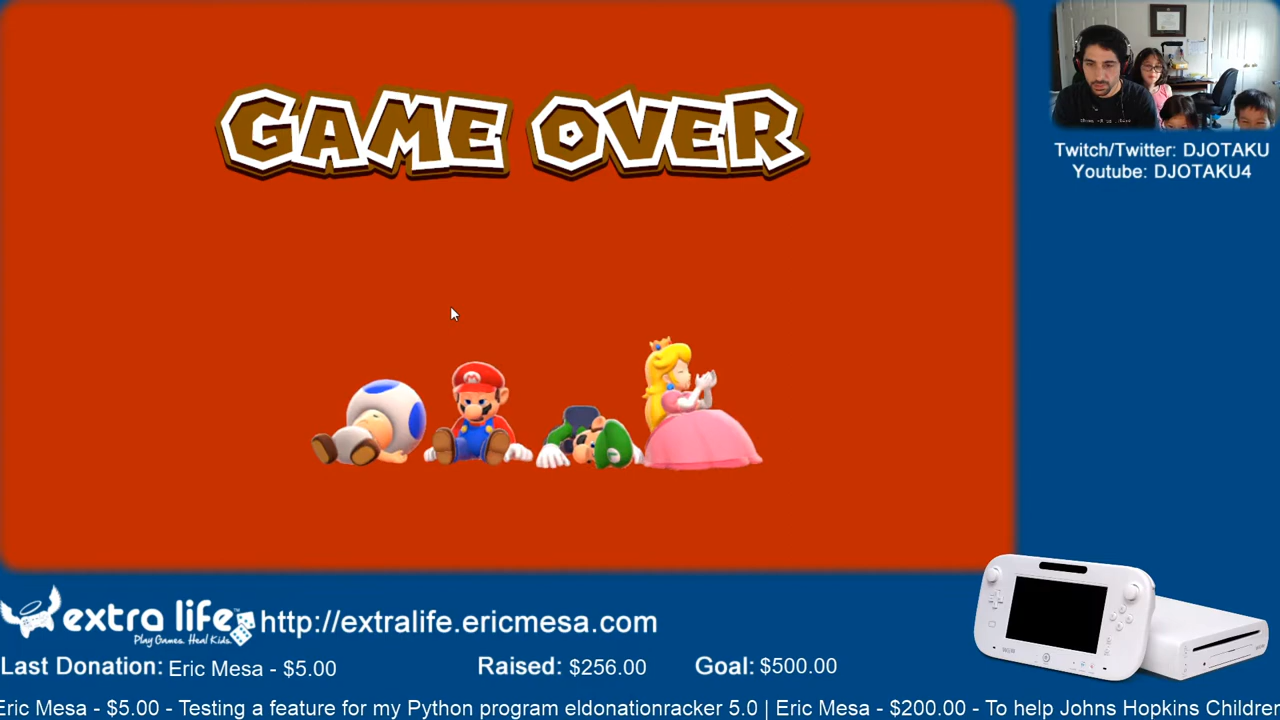 GAME OVER
Twitch/Twitter: DJOTAKU
Youtube: DJOTAKU4
extra life
Play Games. Heal Kids.
http://extralife.ericmesa.com
Last Donation: Eric Mesa - $5.00
Raised: $256.00
Goal: $500.00
Eric Mesa - $5.00 - Testing a feature for my Python program eldonationracker 5.0 | Eric Mesa - $200.00 - To help Johns Hopkins Children